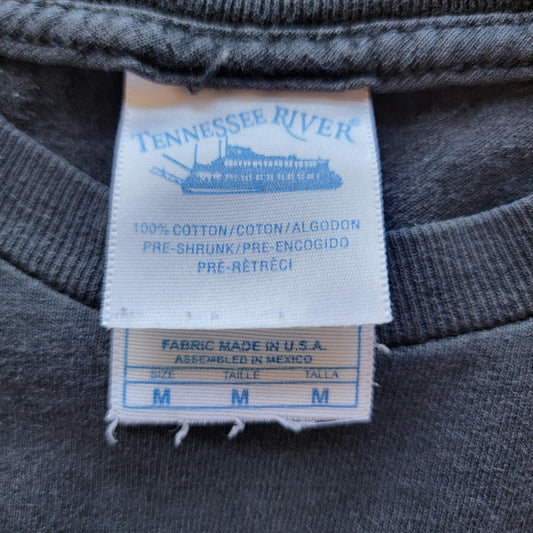 TENNESSEE RIVER®
100% COTTON/COTON/ALGODON
PRE-SHRUNK/PRE-ENCOGIDO
PRÉ-RÊTRÈCI
FABRIC MADE IN U.S.A.
ASSEMBLED IN MEXICO
SIZE TAILLE TALLA
M M M